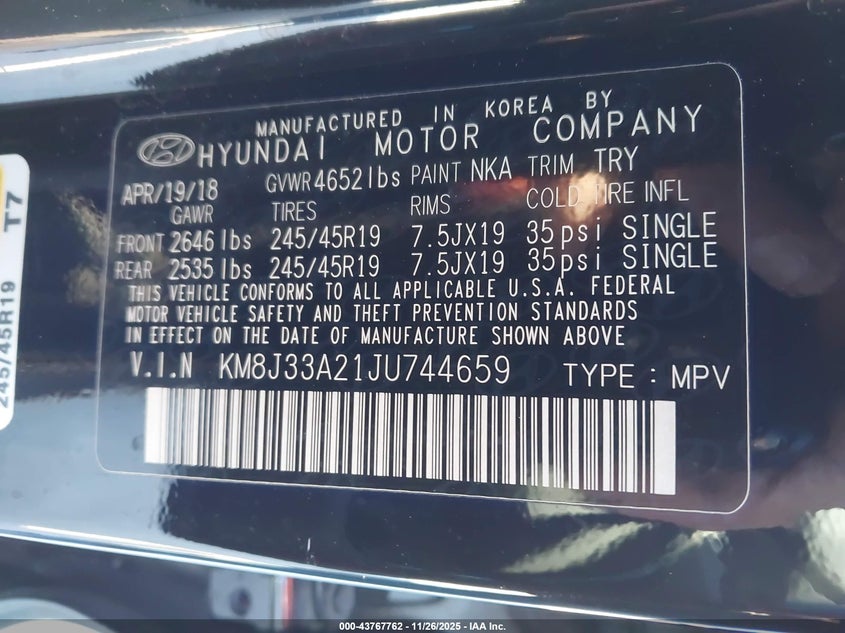 MANUFACTURED IN KOREA BY
HYUNDAI MOTOR COMPANY
APR/19/18 GVWR 4652 lbs PAINT NKA TRIM TRY
GAWR TIRES RIMS COLD TIRE INFL
FRONT 2646 lbs 245/45R19 7.5JX19 35psi SINGLE
REAR 2535 lbs 245/45R19 7.5JX19 35psi SINGLE
THIS VEHICLE CONFORMS TO ALL APPLICABLE U.S.A. FEDERAL
MOTOR VEHICLE SAFETY AND THEFT PREVENTION STANDARDS
IN EFFECT ON THE DATE OF MANUFACTURE SHOWN ABOVE
V.I.N KM8J33A21JU744659 TYPE : MPV
245/45R19 T7
000-43767762 - 11/26/2025 - IAA Inc.